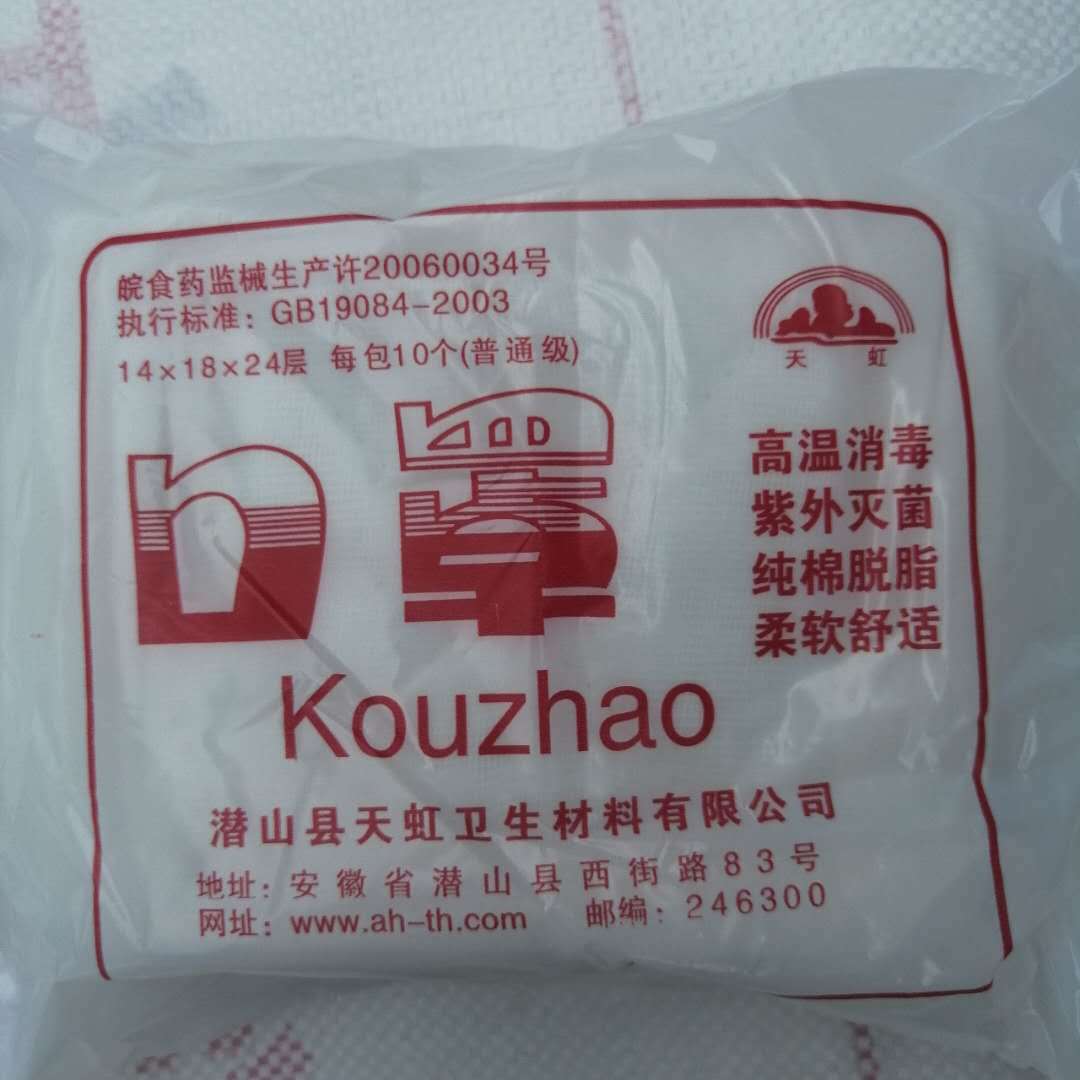 皖食药监械生产许20060034号
执行标准：GB19084-2003
14×18×24层 每包10个(普通级)
天虹
口罩
高温消毒
紫外灭菌
纯棉脱脂
柔软舒适
Kouzhao
潜山县天虹卫生材料有限公司
地址：安徽省潜山县西街路83号
网址：www.ah-th.com 邮编：246300